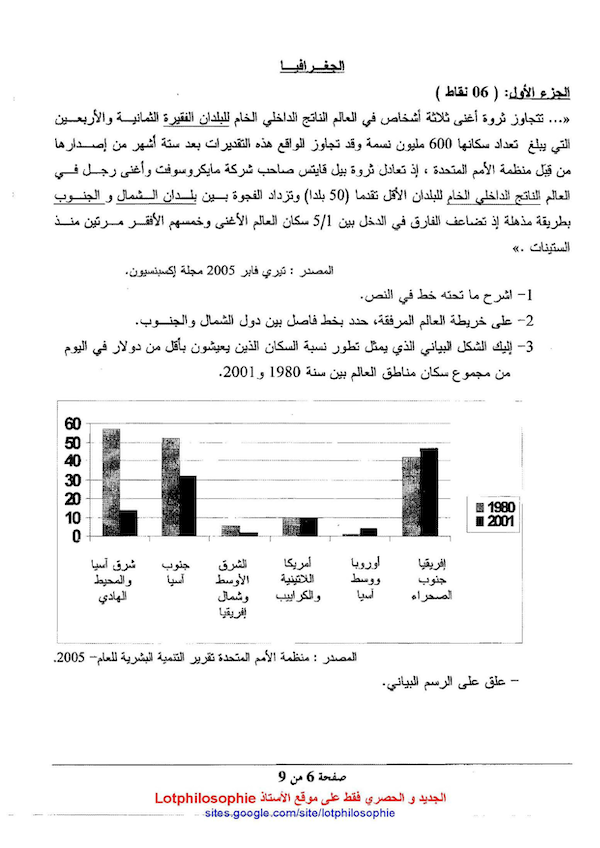 الجغـرافيـا
الجزء الأول: ( 06 نقاط )
«... تتجاوز ثروة أغنى ثلاثة أشخاص في العالم الناتج الداخلي الخام للبلدان الفقيرة الثمانية والأربعين
التي يبلغ تعداد سكانها 600 مليون نسمة وقد تجاوز الواقع هذه التقديرات بعد ستة أشهر من إصدارها
من قِبَل منظمة الأمم المتحدة ، إذ تعادل ثروة بيل قايتس صاحب شركة مايكروسوفت وأغنى رجل في
العالم الناتج الداخلي الخام للبلدان الأقل تقدما (50 بلدا) وتزداد الفجوة بين بلدان الشمال و الجنوب
بطريقة مذهلة إذ تضاعف الفارق في الدخل بين 5/1 سكان العالم الأغنى وخمسهم الأفقر مرتين منذ
الستينات .»
المصدر : تيري فابر 2005 مجلة إكسبنسيون.
1- اشرح ما تحته خط في النص.
2- على خريطة العالم المرفقة، حدد بخط فاصل بين دول الشمال والجنوب.
3- إليك الشكل البياني الذي يمثل تطور نسبة السكان الذين يعيشون بأقل من دولار في اليوم
من مجموع سكان مناطق العالم بين سنة 1980 و2001.
60
50
40
30
20
10
0
1980
2001
إفريقيا جنوب الصحراء
أوروبا ووسط أسيا
أمريكا اللاتينية والكراييب
الشرق الأوسط وشمال إفريقيا
جنوب آسيا
شرق آسيا والمحيط الهادي
المصدر : منظمة الأمم المتحدة تقرير التنمية البشرية للعام- 2005.
- علق على الرسم البياني.
صفحة 6 من 9
الجديد و الحصري فقط على موقع الأستاذ Lotphilosophie
sites.google.com/site/lotphilosophie